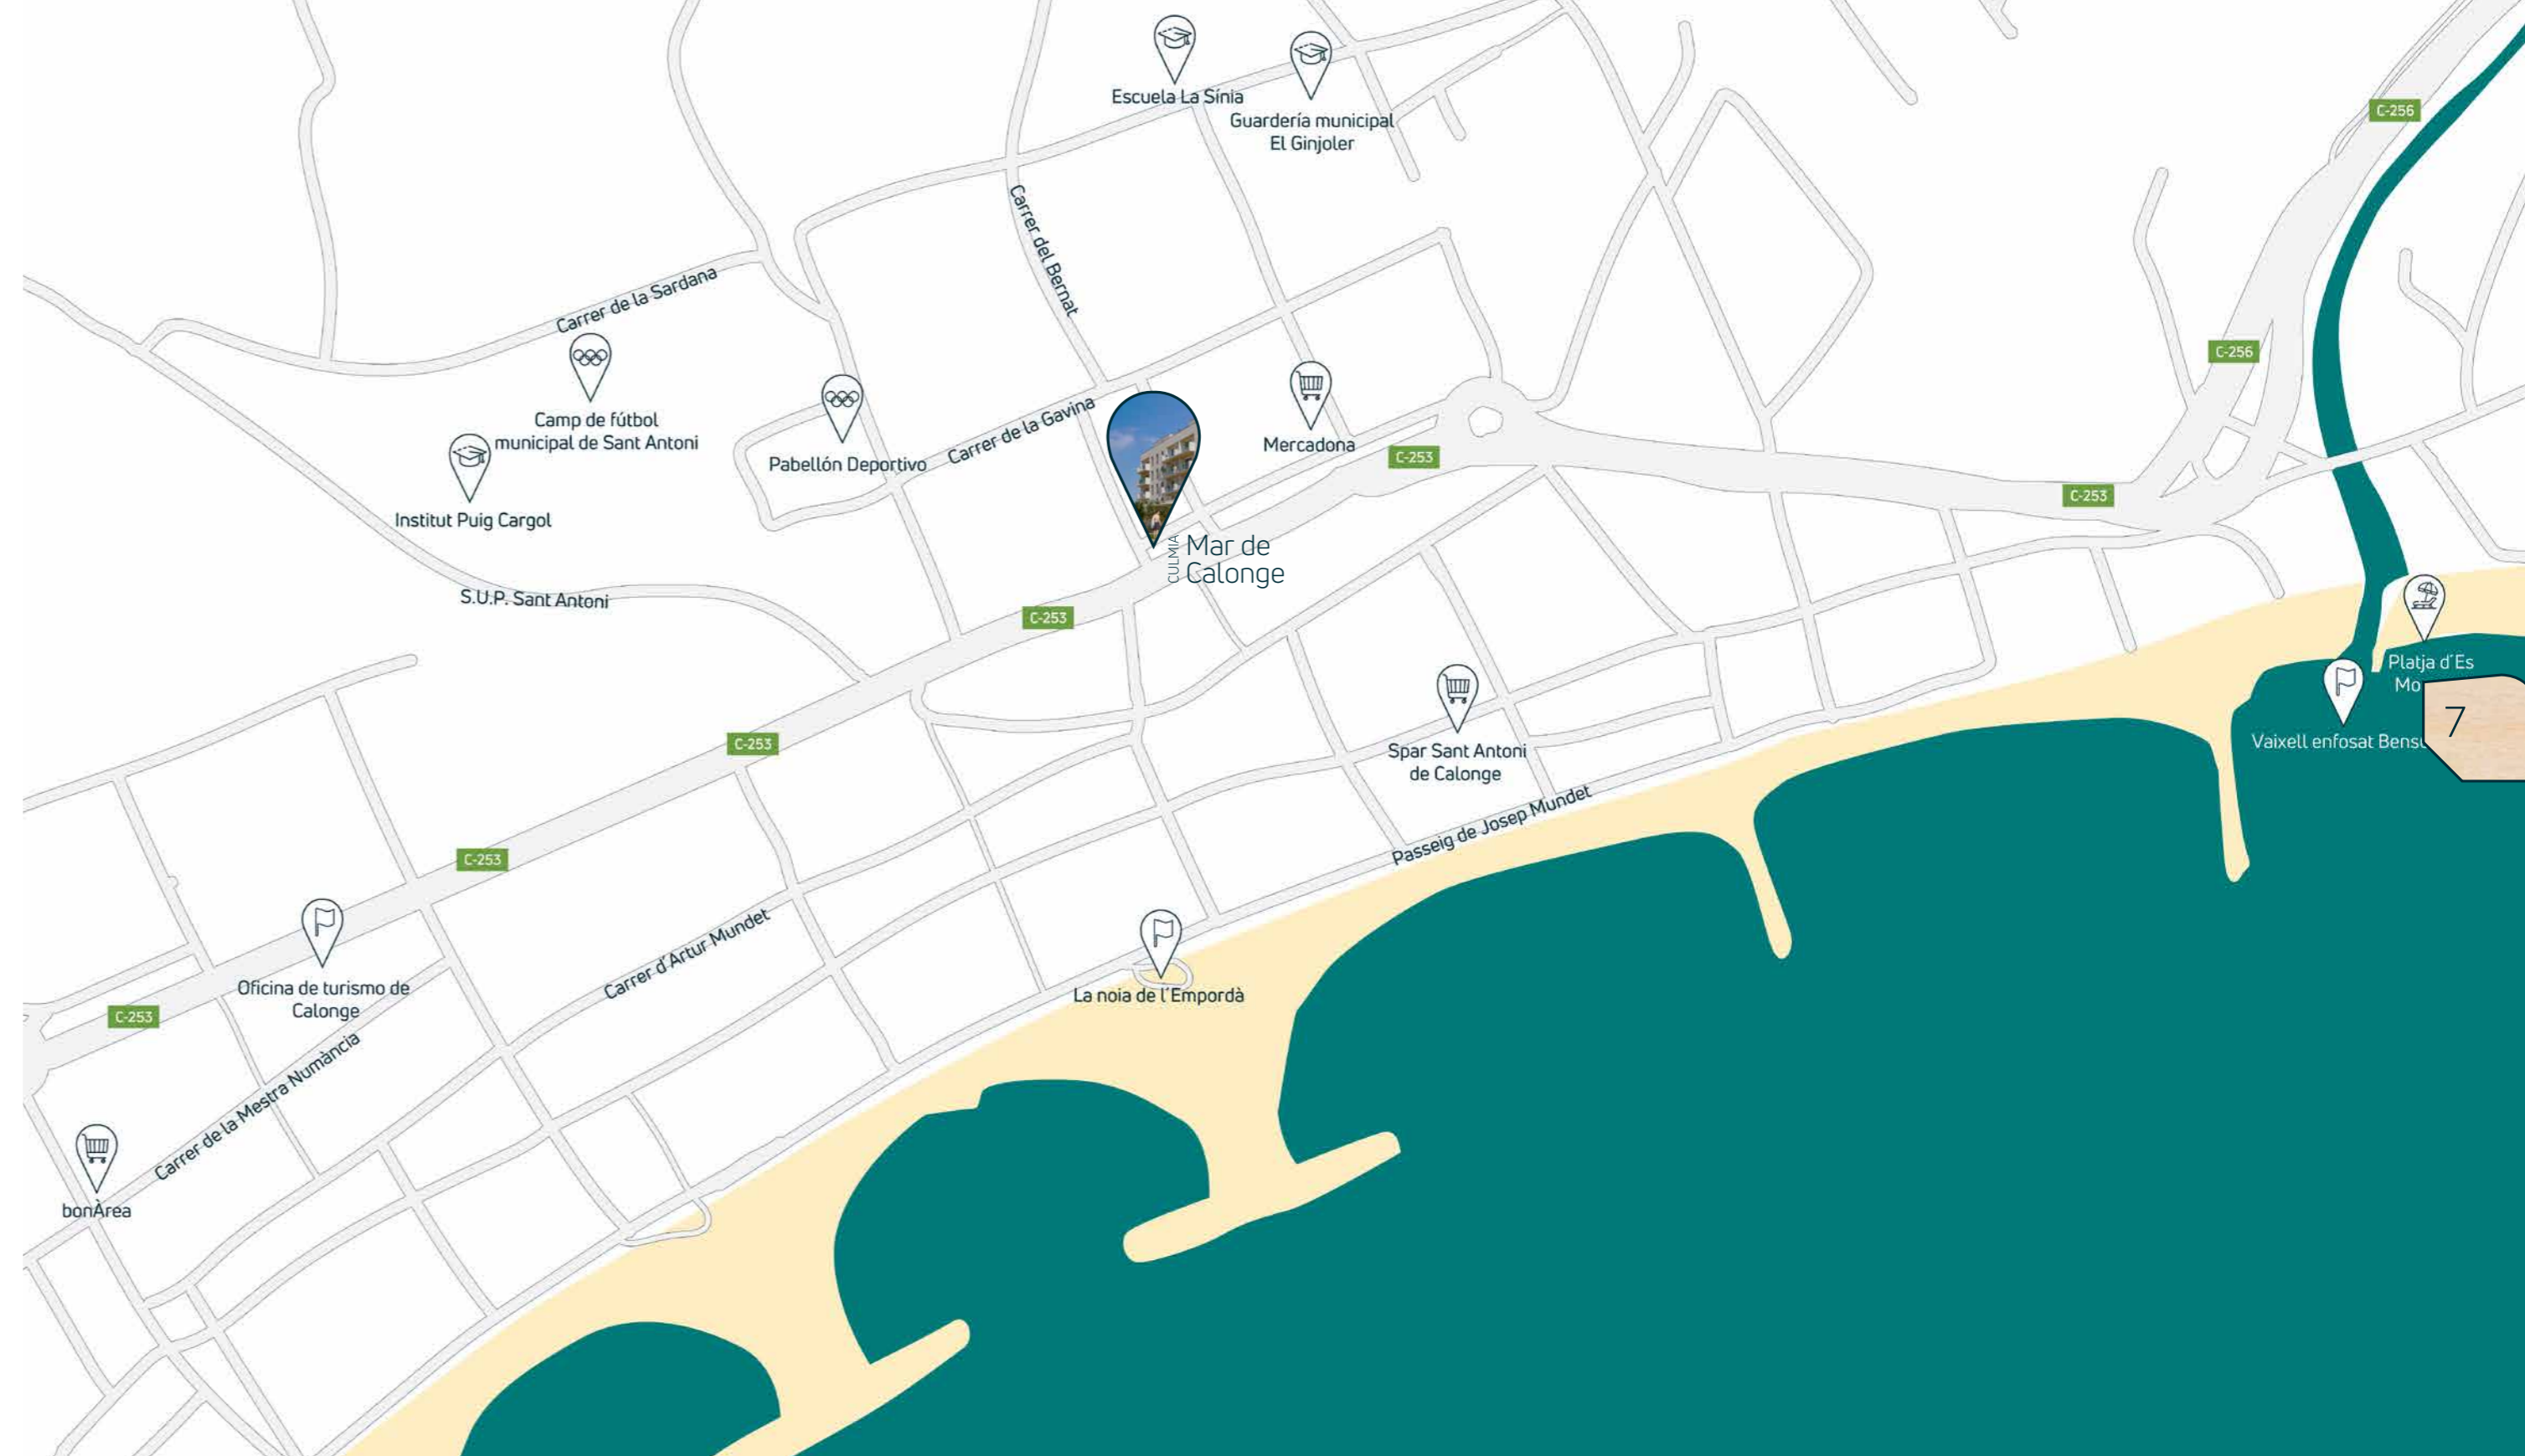 Escuela La Sínia
Guardería municipal
El Ginjoler
C-256
Carrer del Bernat
Carrer de la Sardana
C-256
Camp de fútbol
municipal de Sant Antoni
Pabellón Deportivo
Carrer de la Gavina
Mercadona
C-253
C-253
Institut Puig Cargol
CULMIA
Mar de
Calonge
S.U.P. Sant Antoni
C-253
Platja d´Es
Mo
7
C-253
Vaixell enfosat
Spar Sant Antoni
de Calonge
Passeig de Josep Mundet
C-253
Carrer d´Artur Mundet
Oficina de turismo de
Calonge
La noia de l´Empordà
C-253
Carrer de la Mestra Numància
bonÀrea